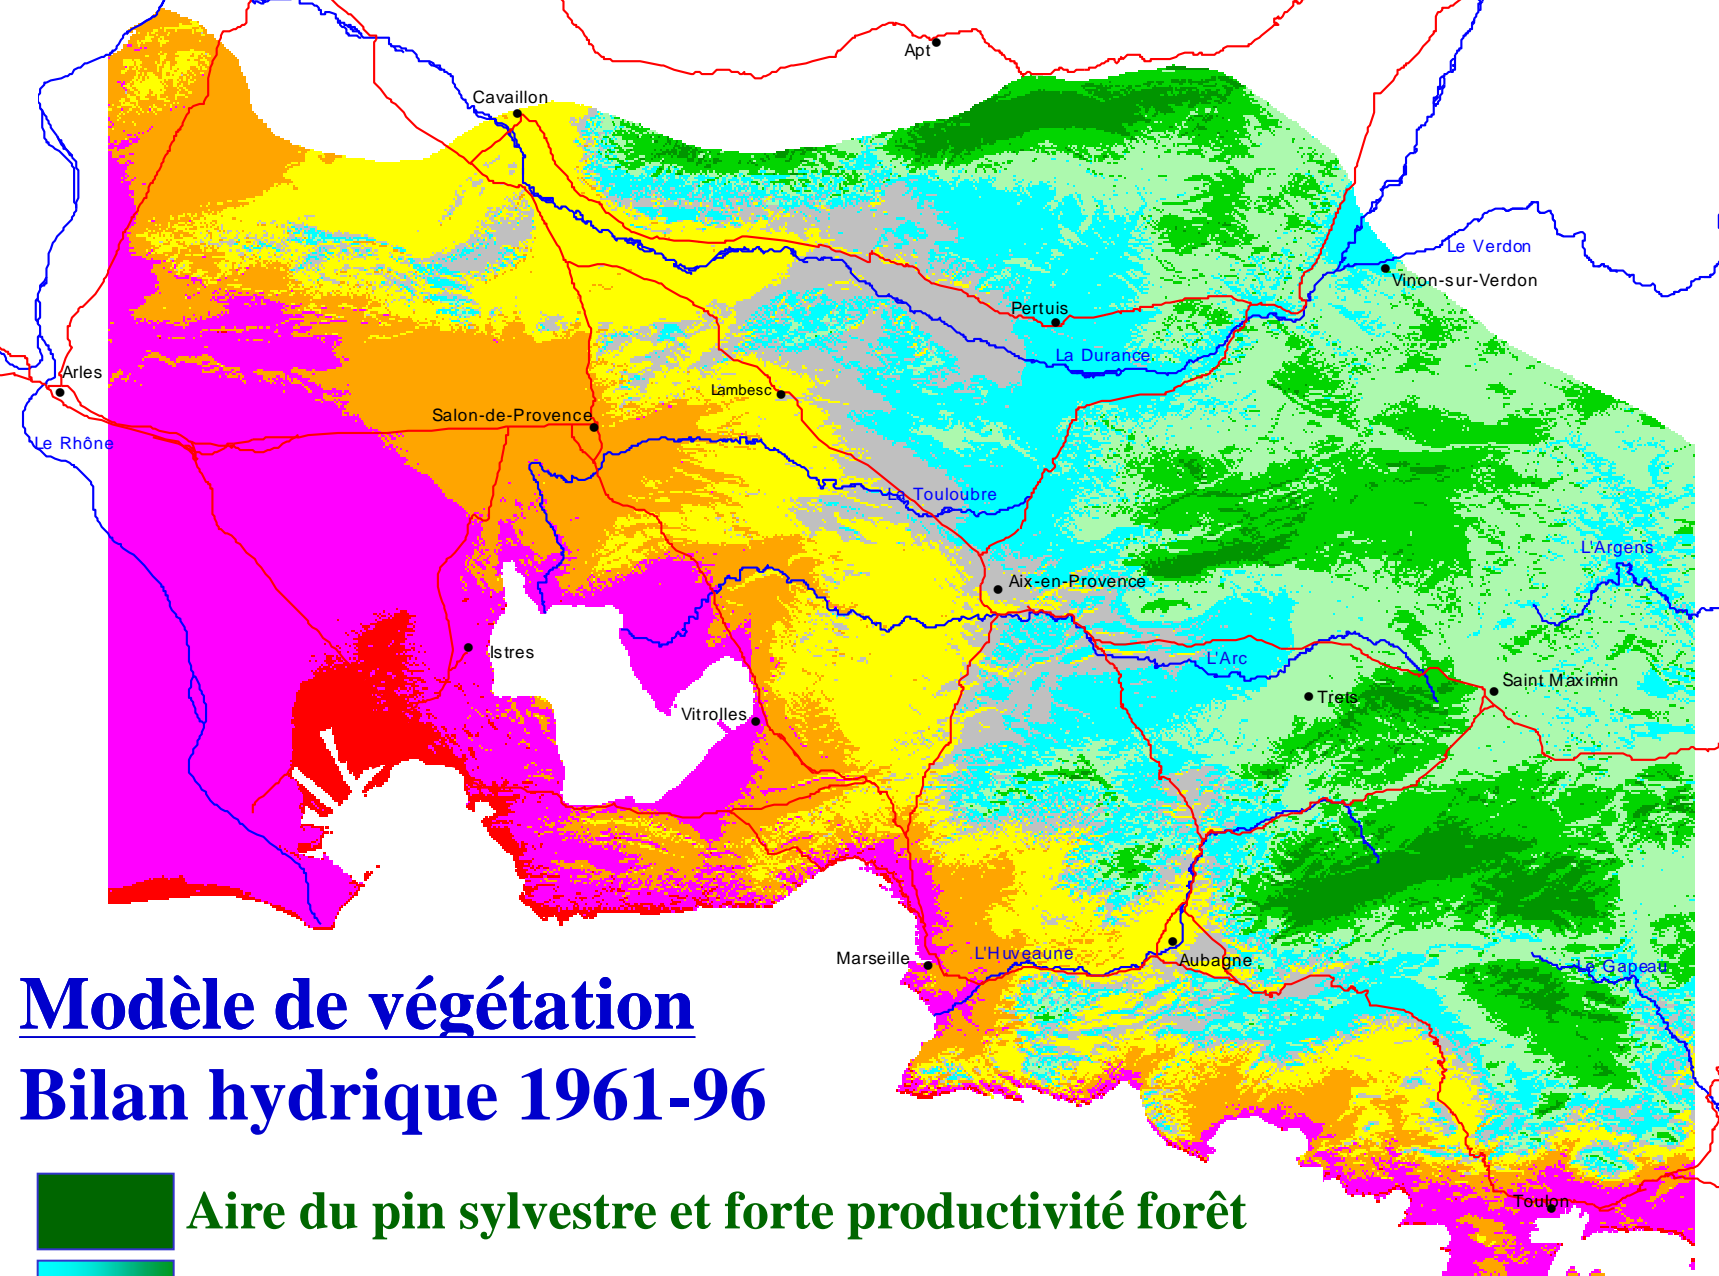 Apt
Cavaillon
Le Verdon
Vinon-sur-Verdon
Pertuis
La Durance
Arles
Lambesc
Salon-de-Provence
Le Rhône
La Touloubre
L'Argens
Aix-en-Provence
Istres
L'Arc
Saint Maximin
Trets
Vitrolles
Marseille
L'Huveaune
Aubagne
Le Gapeau
Modèle de végétation
Bilan hydrique 1961-96
Aire du pin sylvestre et forte productivité forêt
Toulon